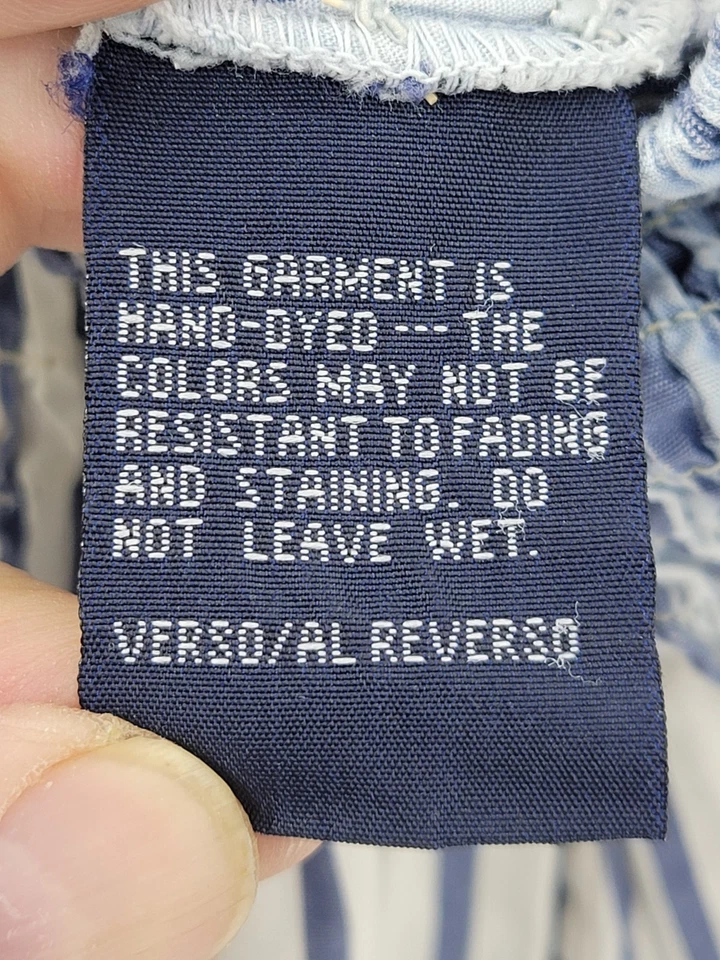 THIS GARMENT IS
HAND-DYED --- THE
COLORS MAY NOT BE
RESISTANT TO FADING
AND STAINING. DO
NOT LEAVE WET.
VERSO/AL REVERSO